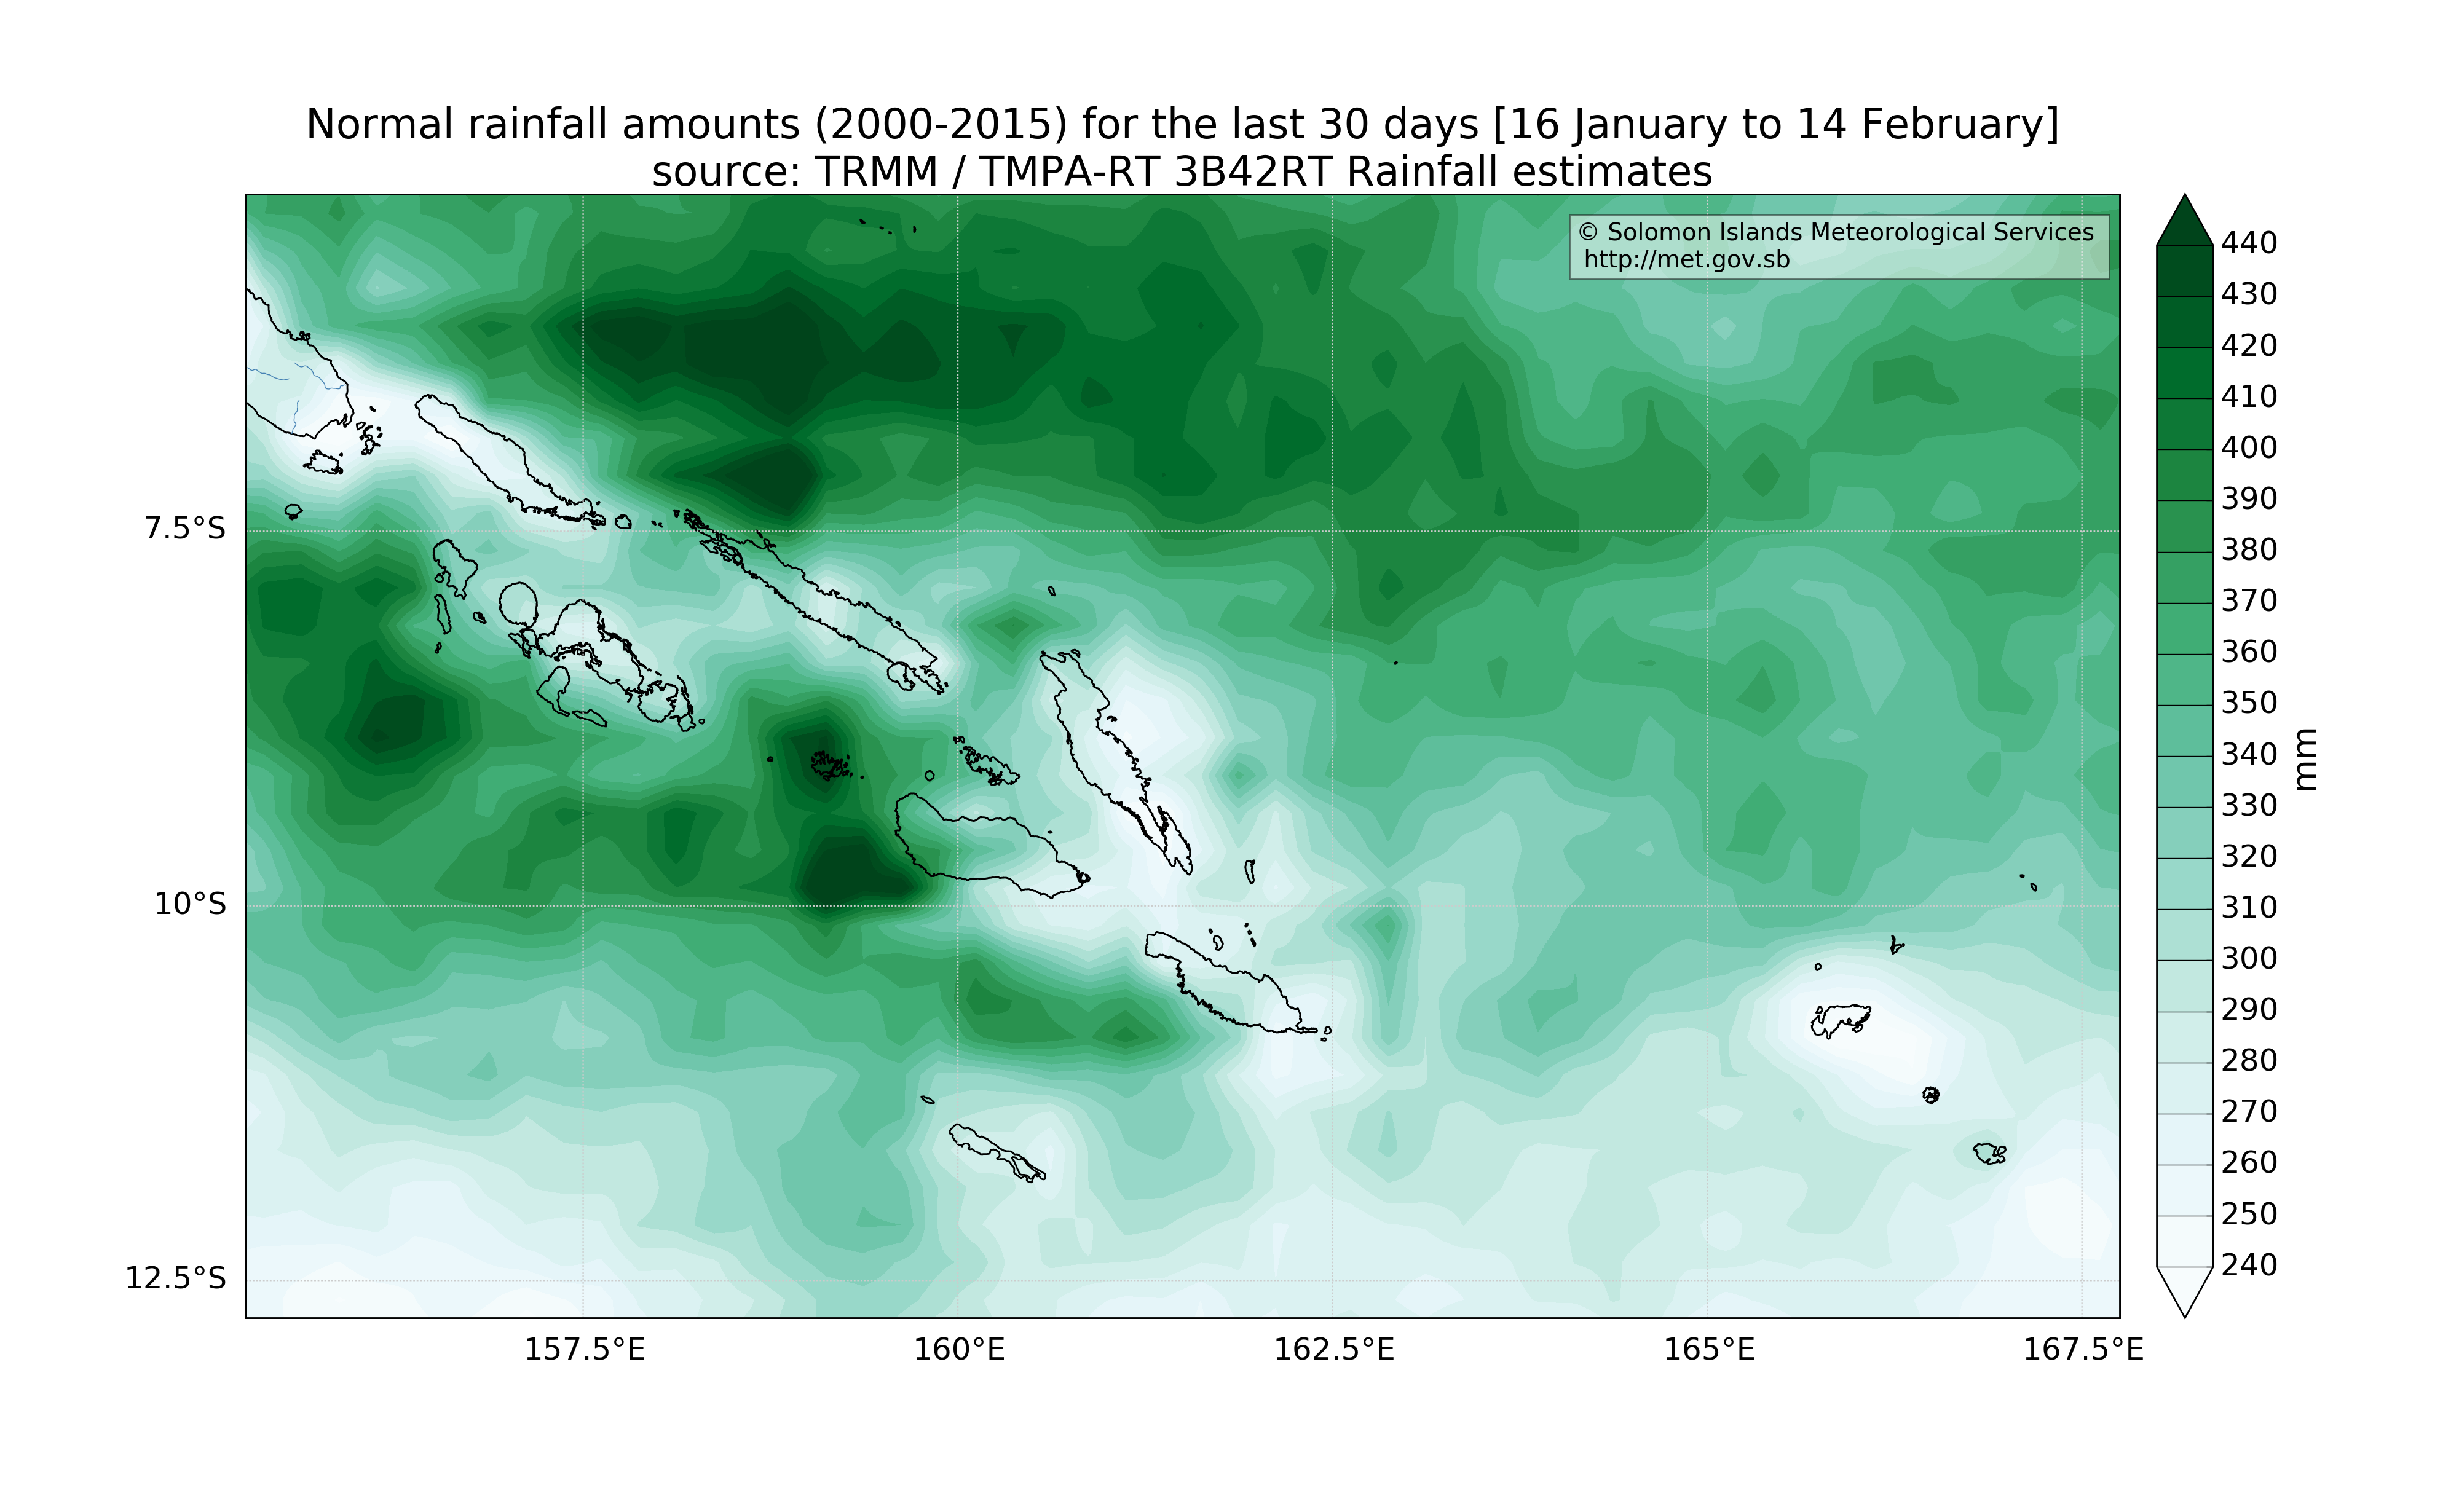 Normal rainfall amounts (2000-2015) for the last 30 days [16 January to 14 February]
source: TRMM / TMPA-RT 3B42RT Rainfall estimates
© Solomon Islands Meteorological Services
http://met.gov.sb
7.5°S
10°S
12.5°S
157.5°E
160°E
162.5°E
165°E
167.5°E
440
430
420
410
400
390
380
370
360
350
340
330
320
310
300
290
280
270
260
250
240
mm